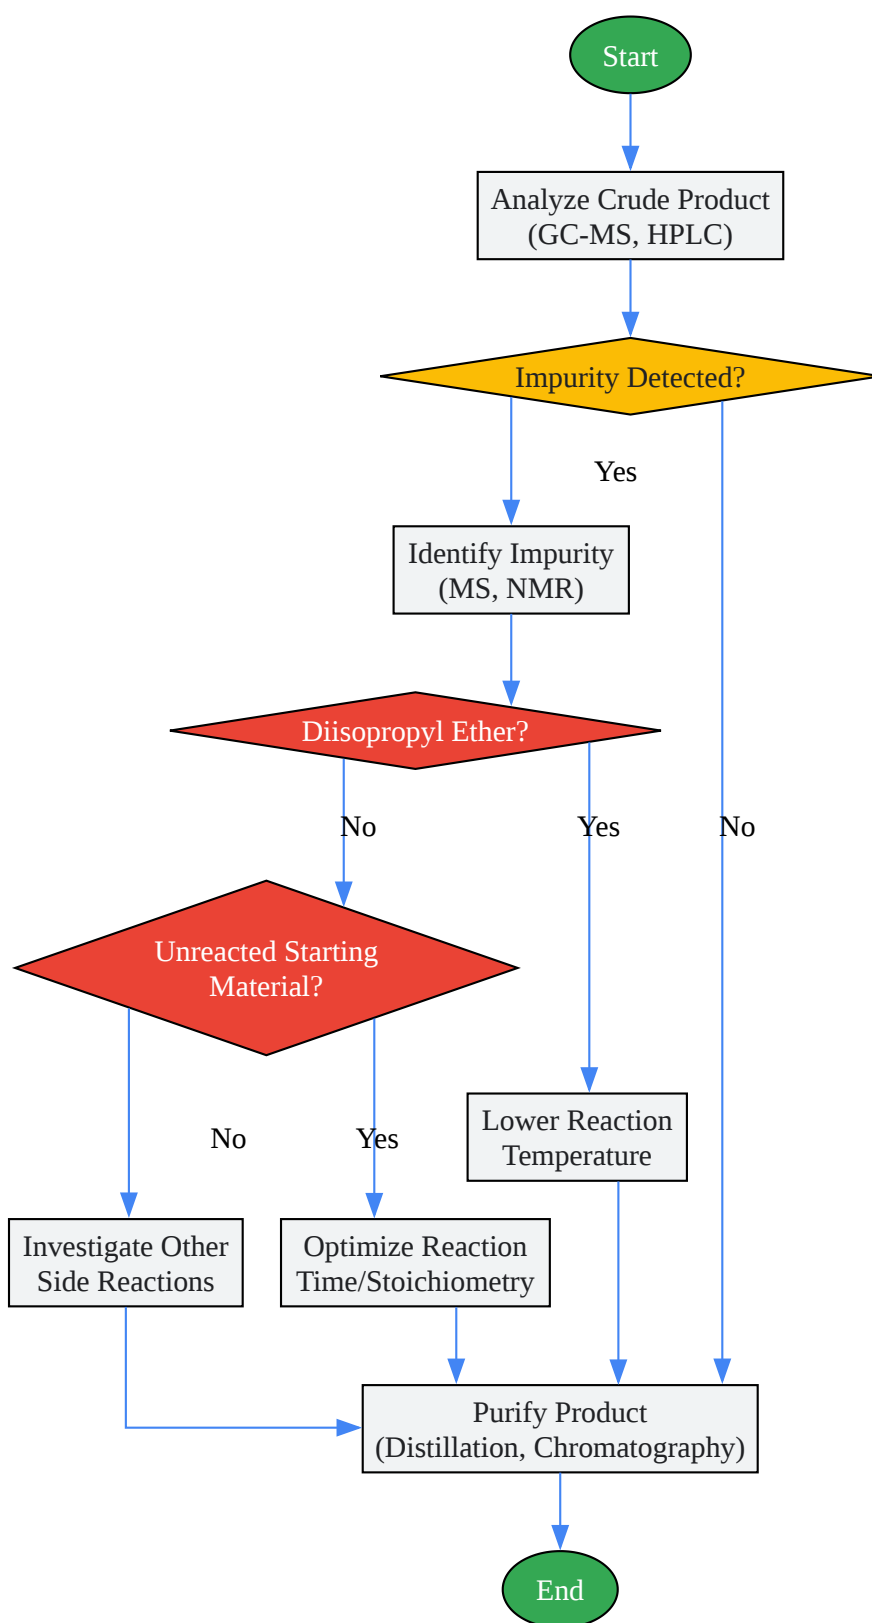 Start
Analyze Crude Product
(GC-MS, HPLC)
Impurity Detected?
Yes
Identify Impurity
(MS, NMR)
Diisopropyl Ether?
No
Yes
No
Unreacted Starting
Material?
Lower Reaction
Temperature
No
Yes
Investigate Other
Side Reactions
Optimize Reaction
Time/Stoichiometry
Purify Product
(Distillation, Chromatography)
End